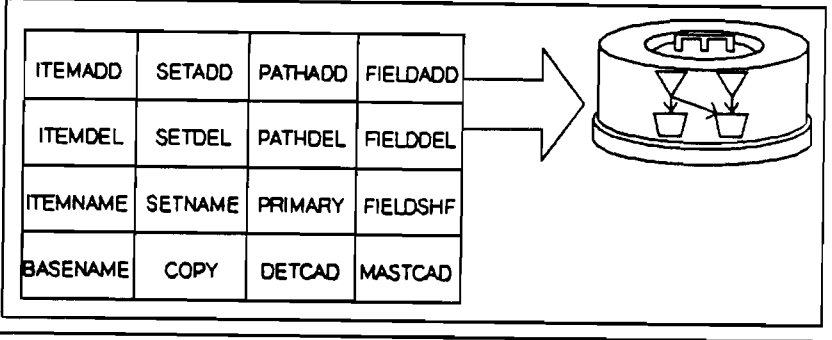 ITEMADD SETADD PATHADD FIELDADD
ITEMDEL SETDEL PATHDEL FIELDDEL
ITEMNAME SETNAME PRIMARY FIELDSHF
BASENAME COPY DETCAD MASTCAD